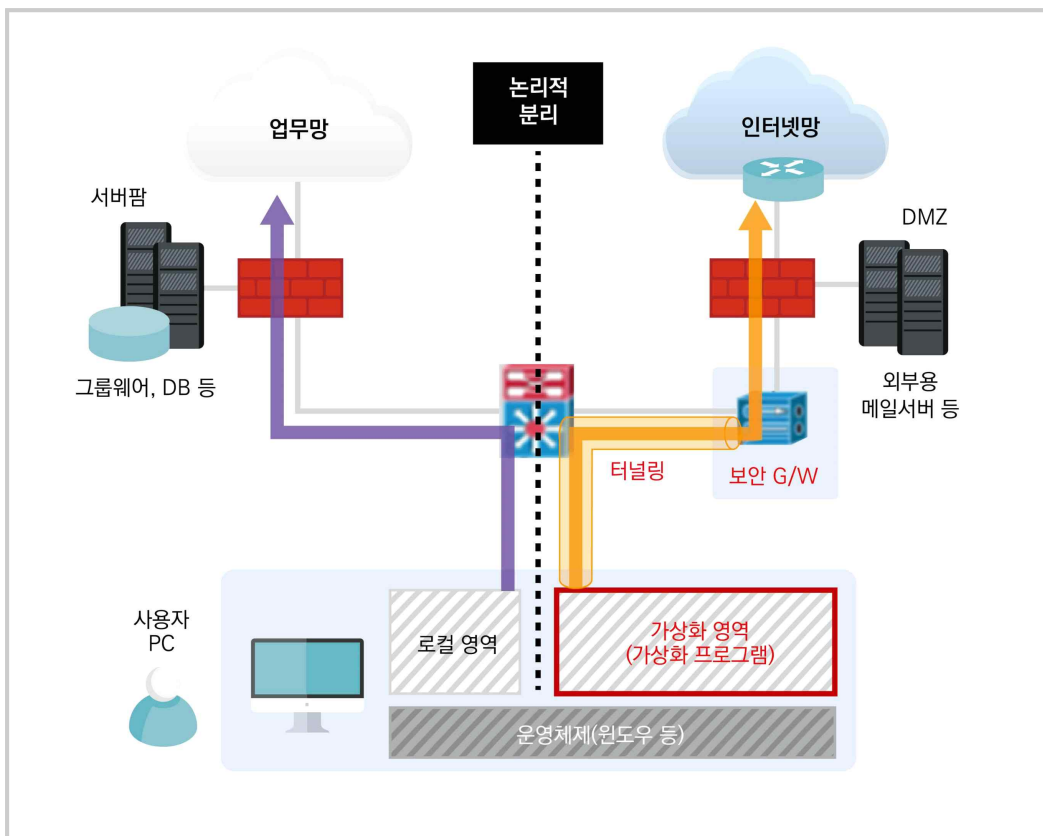 논리적
분리
업무망
인터넷망
서버팜
DMZ
그룹웨어, DB 등
외부용
메일서버 등
터널링
보안 G/W
사용자
PC
로컬 영역
가상화 영역
(가상화 프로그램)
운영체제(윈도우 등)